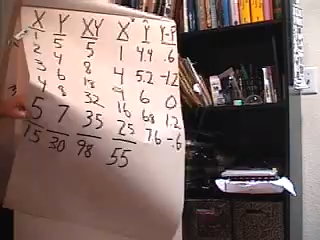 X Y XY X² Ŷ Y-Ŷ
1 5 5 1 4.4 .6
2 4 8 4 5.2 -1.2
3 6 18 9 6 0
4 8 32 16 6.8 1.2
5 7 35 25 7.6 -.6
15 30 98 55